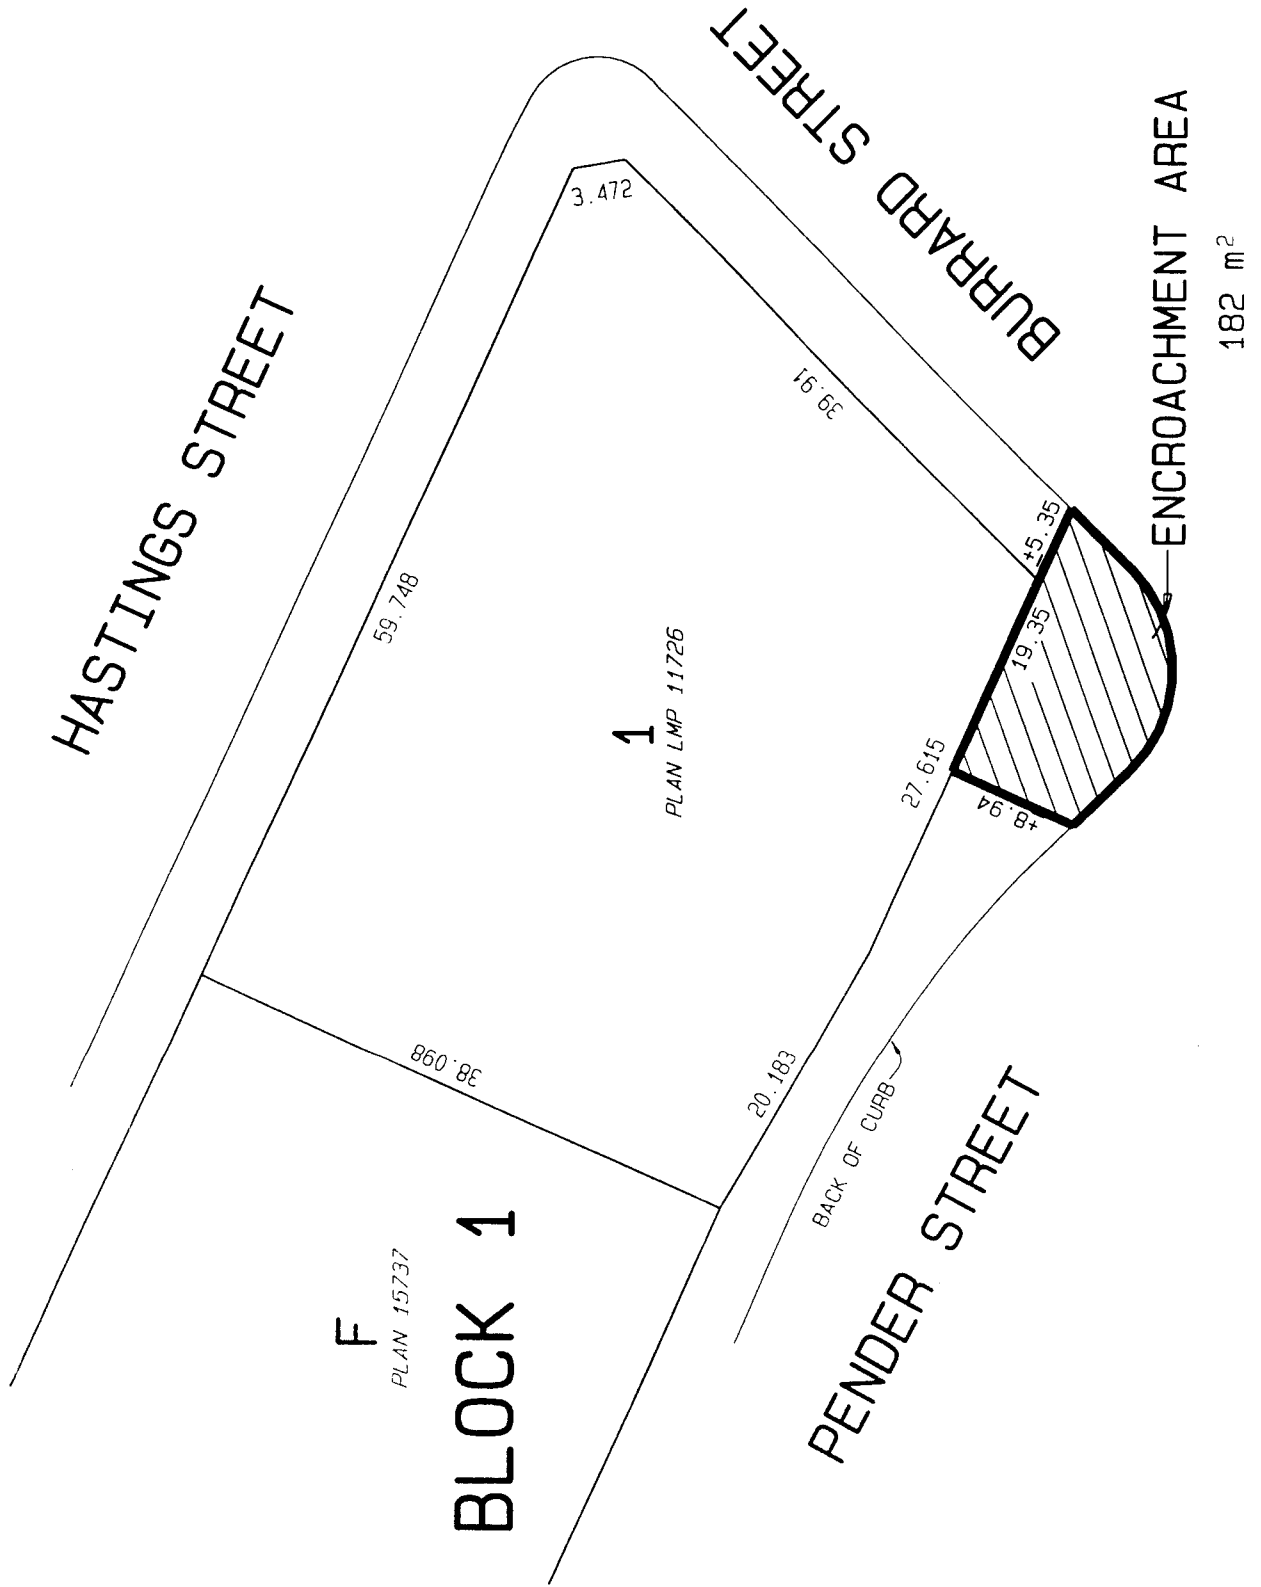 HASTINGS STREET
59.748
3.472
BURRARD STREET
39.91
38.098
1
PLAN LMP 11726
F
PLAN 15737
BLOCK 1
20.183
27.615
19.35
±5.35
±8.94
BACK OF CURB
PENDER STREET
ENCROACHMENT AREA
182 m²